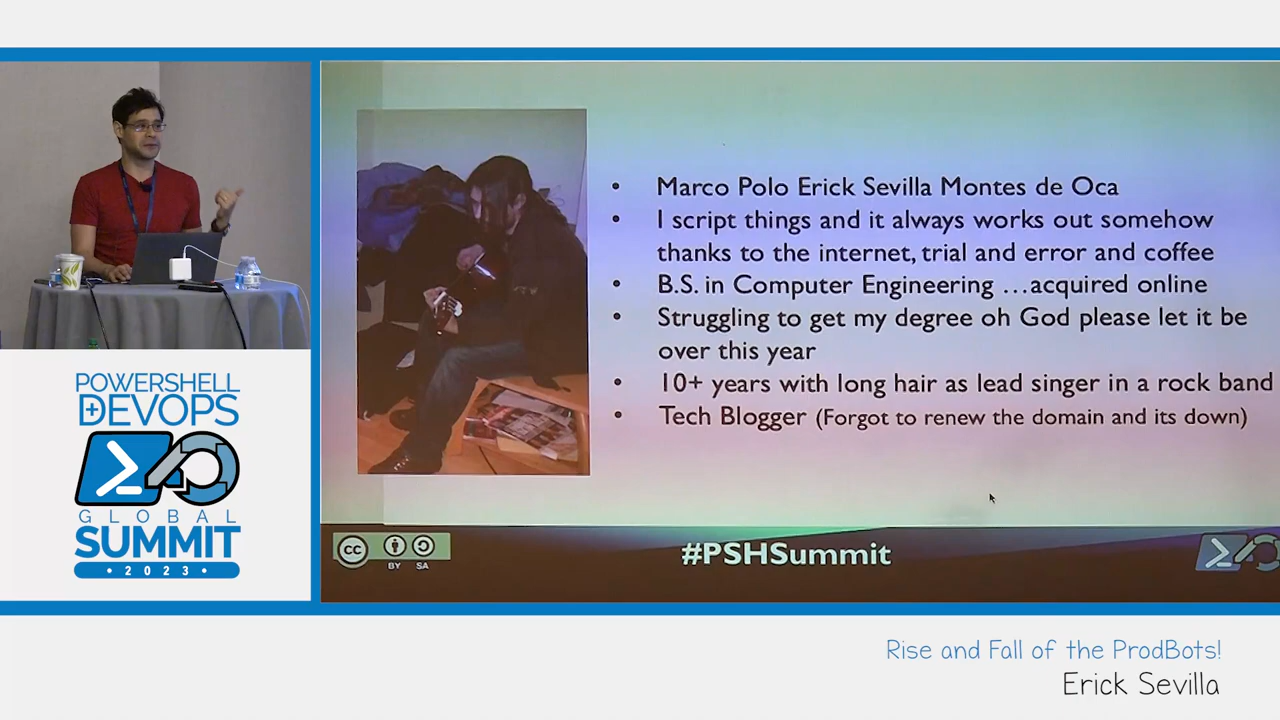 Marco Polo Erick Sevilla Montes de Oca
I script things and it always works out somehow
thanks to the internet, trial and error and coffee
B.S. in Computer Engineering ...acquired online
Struggling to get my degree oh God please let it be
over this year
10+ years with long hair as lead singer in a rock band
Tech Blogger (Forgot to renew the domain and its down)
POWERSHELL
+DEVOPS
GLOBAL
SUMMIT
• 2023 •
cc
BY SA
#PSHSummit
Rise and Fall of the ProdBots!
Erick Sevilla